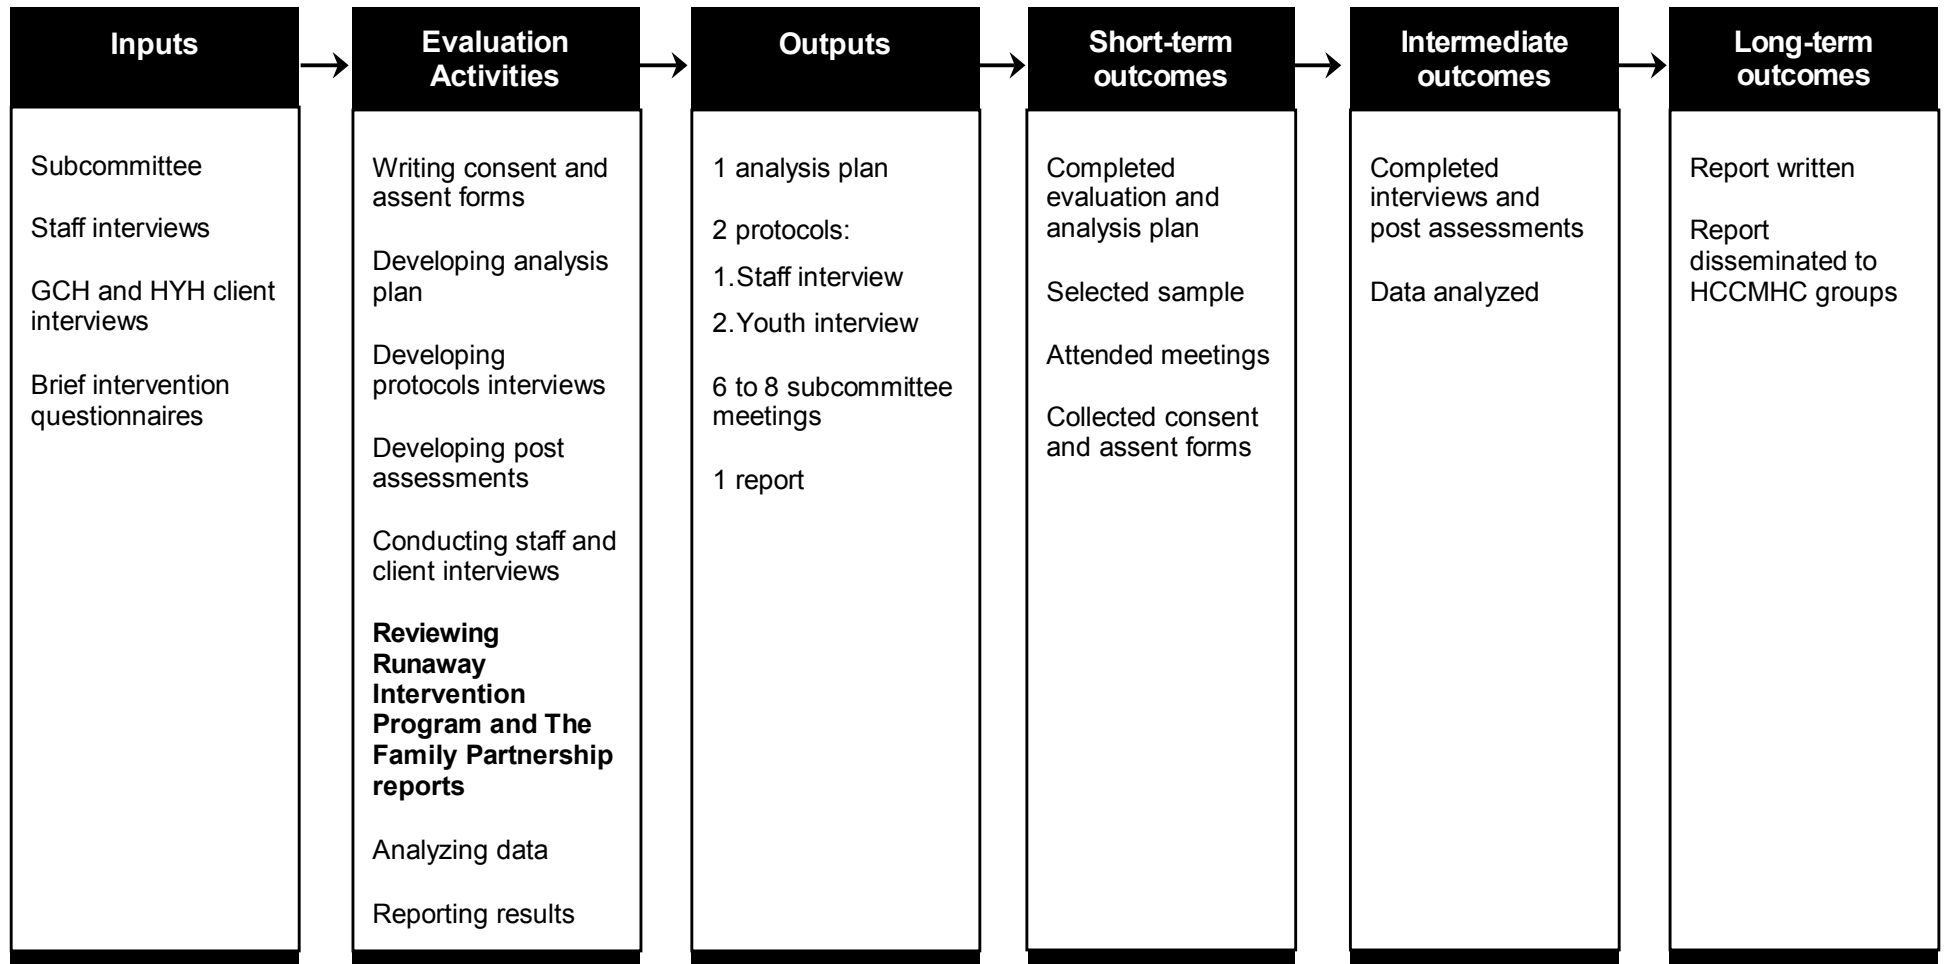 Inputs
Subcommittee
Staff interviews
GCH and HYH client
interviews
Brief intervention
questionnaires
Evaluation
Activities
Writing consent and
assent forms
Developing analysis
plan
Developing
protocols interviews
Developing post
assessments
Conducting staff and
client interviews
Reviewing
Runaway
Intervention
Program and The
Family Partnership
reports
Analyzing data
Reporting results
Outputs
1 analysis plan
2 protocols:
1.Staff interview
2.Youth interview
6 to 8 subcommittee
meetings
1 report
Short-term
outcomes
Completed
evaluation and
analysis plan
Selected sample
Attended meetings
Collected consent
and assent forms
Intermediate
outcomes
Completed
interviews and
post assessments
Data analyzed
Long-term
outcomes
Report written
Report
disseminated to
HCCMHC groups